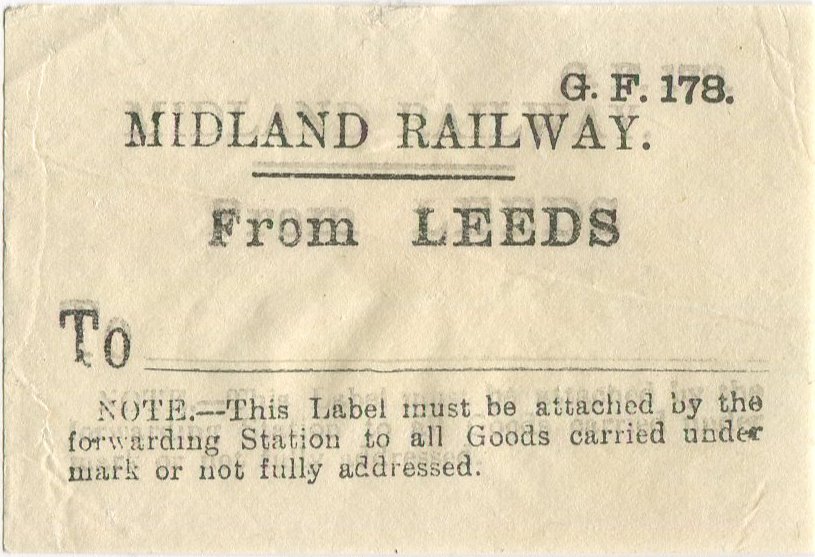 G. F. 178.
MIDLAND RAILWAY.
From LEEDS
To
NOTE.--This Label must be attached by the
forwarding Station to all Goods carried under
mark or not fully addressed.